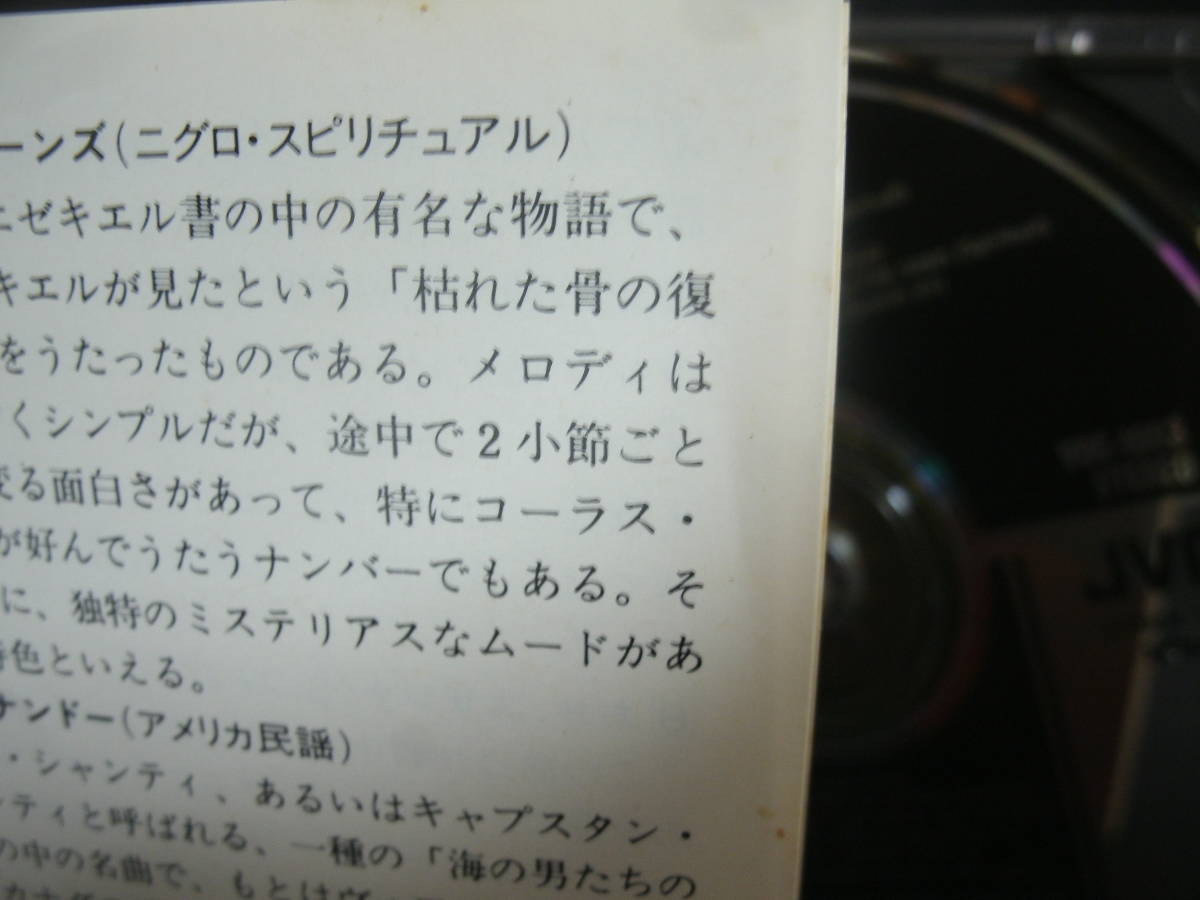 ーンズ(ニグロ・スピリチュアル)
ゼキエル書の中の有名な物語で、
キエルが見たという「枯れた骨の復
をうたったものである。メロディは
くシンプルだが、途中で2小節ごと
る面白さがあって、特にコーラス・
が好んでうたうナンバーでもある。そ
に、独特のミステリアスなムードがあ
色といえる。
ナンドー(アメリカ民謡)
・シャンティ、あるいはキャプスタン・
ティと呼ばれる、一種の「海の男たちの
の中の名曲で、もとは
JV